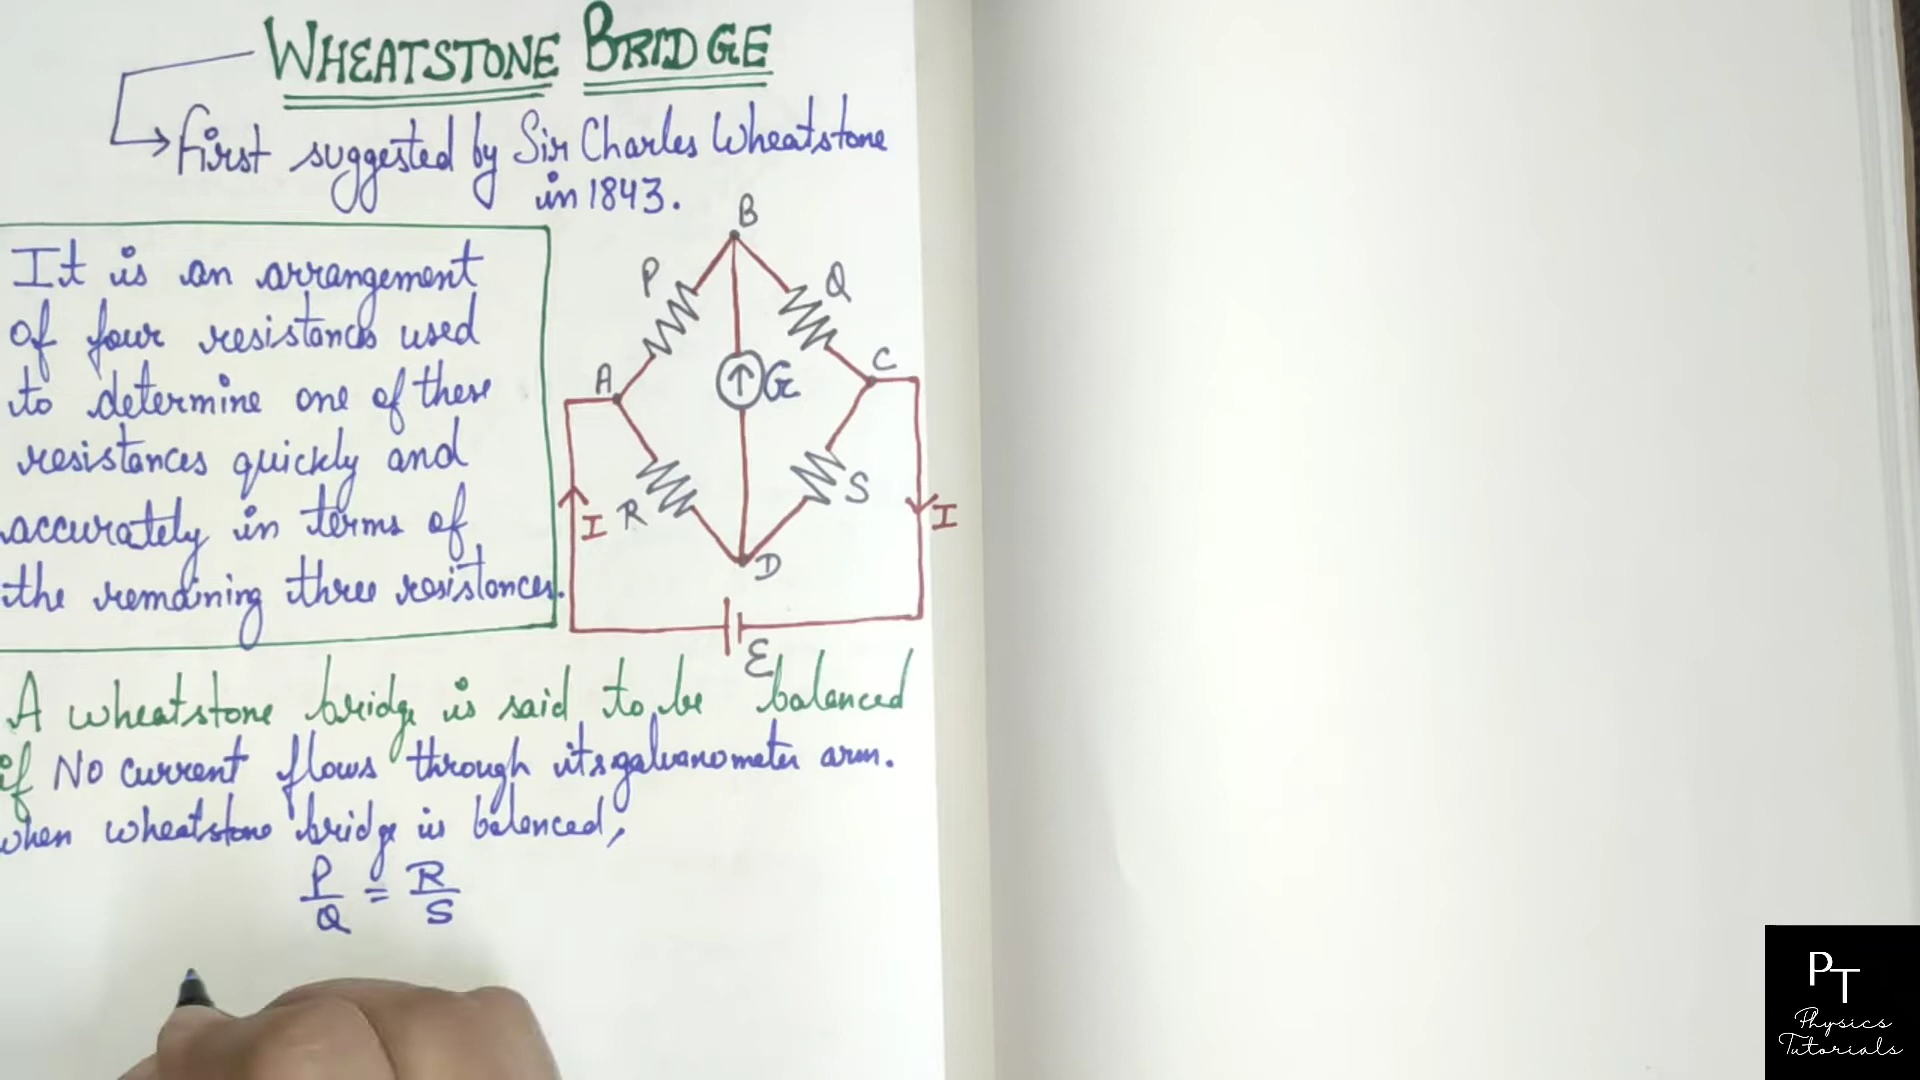 WHEATSTONE BRIDGE
First suggested by Sir Charles Wheatstone
in 1843.
It is an arrangement
of four resistances used
to determine one of these
resistances quickly and
accurately in terms of
the remaining three resistances.
B
P
Q
A
G
C
R
S
I
I
D
E
A wheatstone bridge is said to be balanced
if No current flows through its galvanometer arm.
when wheatstone bridge is balanced,
P/Q = R/S
PT
Physics
Tutorials